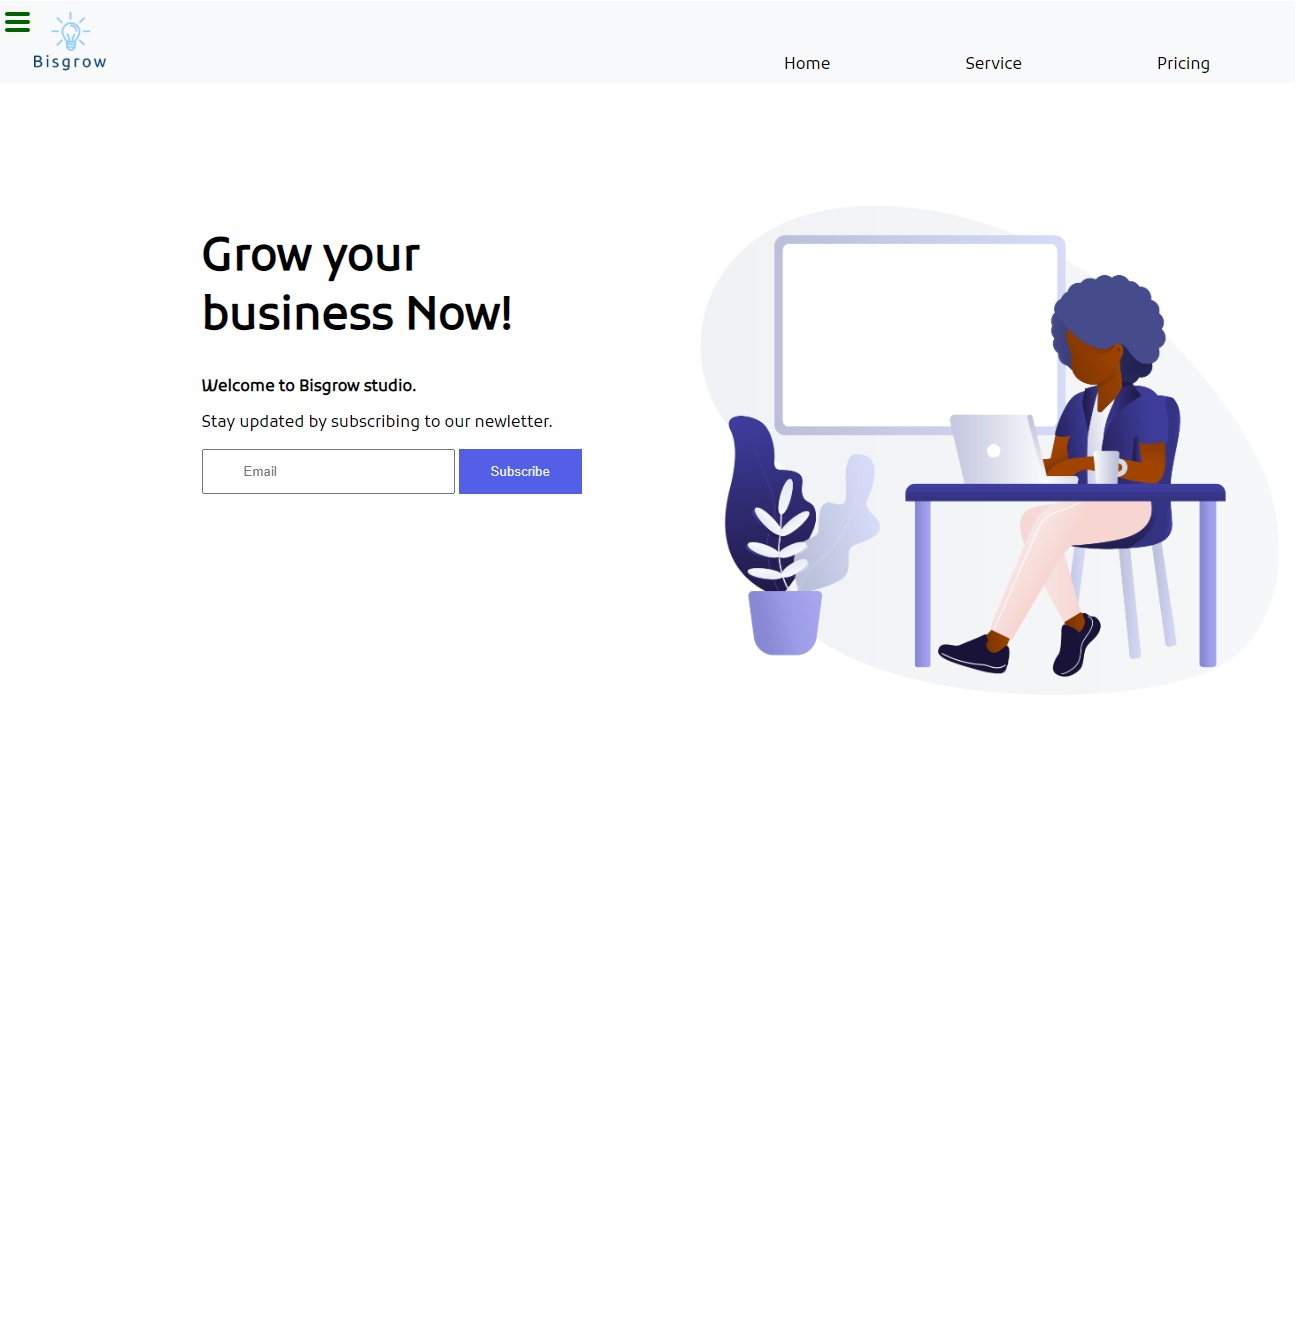 Bisgrow
Home Service Pricing
Grow your
business Now!
Welcome to Bisgrow studio.
Stay updated by subscribing to our newletter.
Email Subscribe